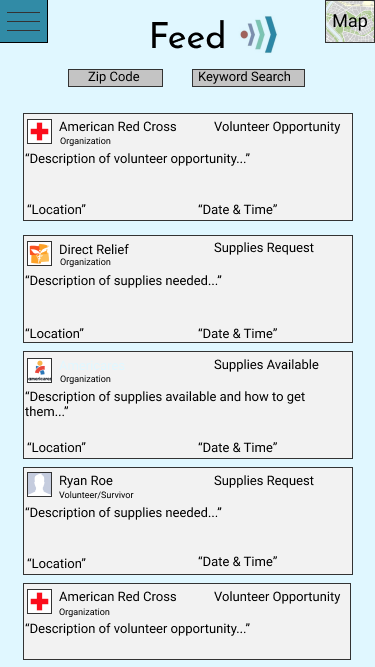 Feed
Map
Zip Code
Keyword Search
American Red Cross
Volunteer Opportunity
Organization
“Description of volunteer opportunity...”
“Location”
“Date & Time”
Direct Relief
Supplies Request
Organization
“Description of supplies needed...“
“Location”
“Date & Time”
Supplies Available
americares
Organization
“Description of supplies available and how to get
them...”
“Location”
“Date & Time”
Ryan Roe
Supplies Request
Volunteer/Survivor
“Description of supplies needed...“
“Location”
“Date & Time”
American Red Cross
Volunteer Opportunity
Organization
“Description of volunteer opportunity...”